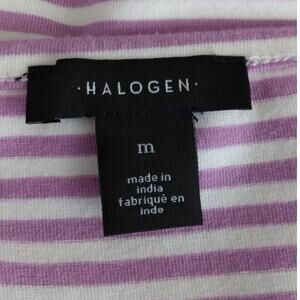 ·HALOGEN·
m
made in
india
fabriqué en
inde